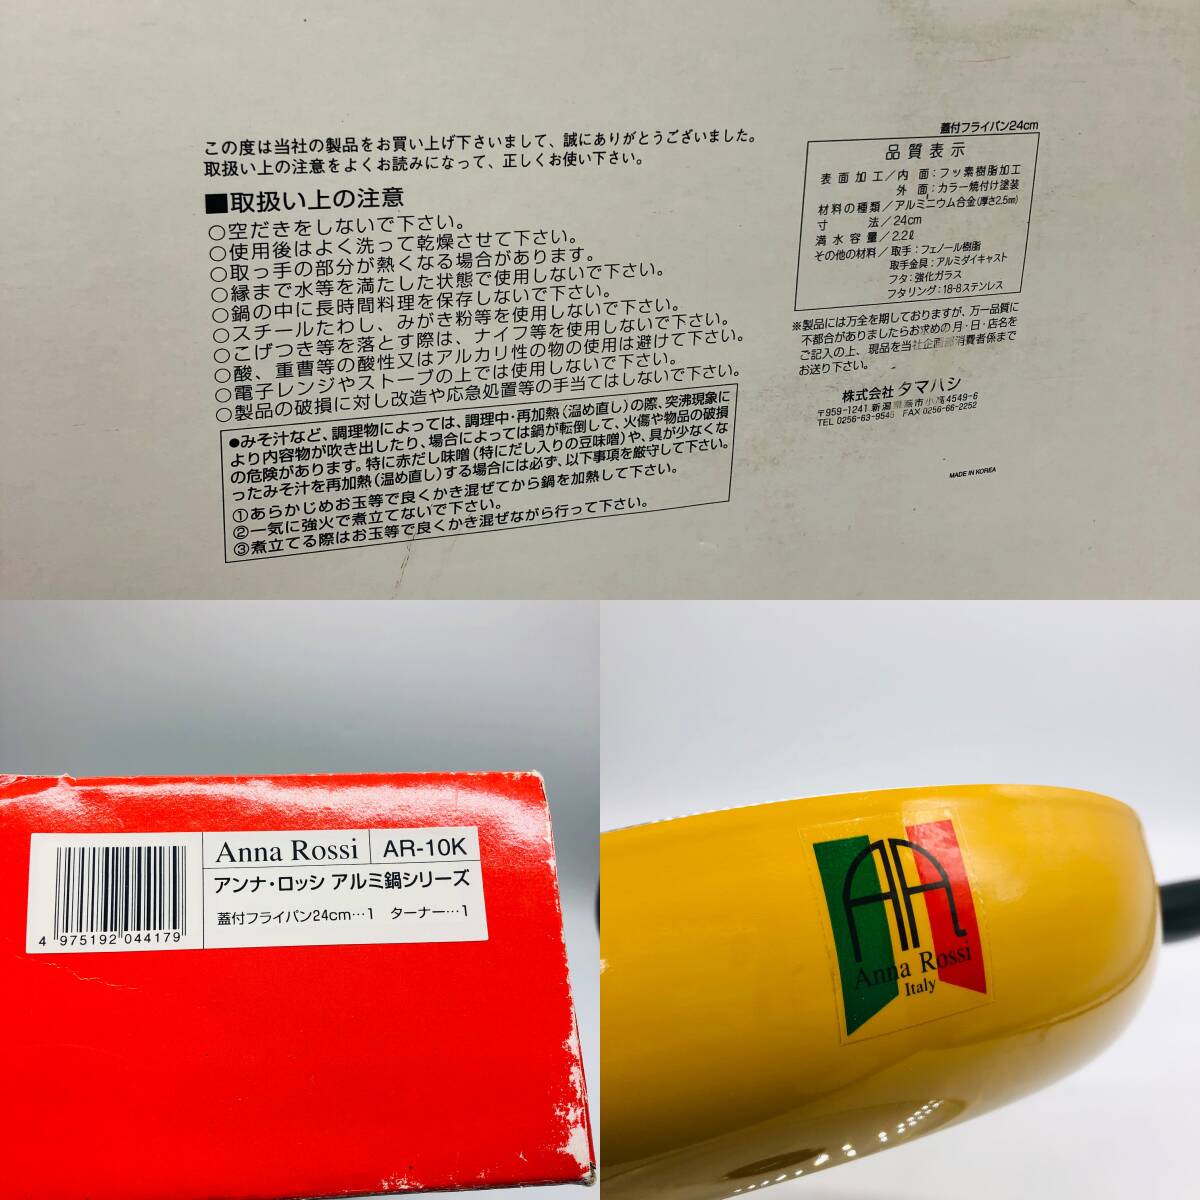 この度は当社の製品をお買い上げ下さいまして、誠にありがとうございました。
取扱い上の注意をよくお読みになって、正しくお使い下さい。
■取扱い上の注意
○空だきをしないで下さい。
○使用後はよく洗って乾燥させて下さい。
○取っ手の部分が熱くなる場合があります。
○縁まで水等を満たした状態で使用しないで下さい。
○鍋の中に長時間料理を保存しないで下さい。
○スチールたわし、みがき粉等を使用しないで下さい。
○こげつき等を落とす際は、ナイフ等を使用しないで下さい。
○酸、重曹等の酸性又はアルカリ性の物の使用は避けて下さい。
○電子レンジやストーブの上では使用しないで下さい。
○製品の破損に対し改造や応急処置等の手当てはしないで下さい。
●みそ汁など、調理物によっては、調理中・再加熱(温め直し)の際、突沸現象に
より内容物が吹き出したり、場合によっては鍋が転倒して、火傷や物品の破損
の危険があります。特に赤だし味噌(特にだし入りの豆味噌)や、具が少なくな
ったみそ汁を再加熱(温め直し)する場合には必ず、以下事項を厳守して下さい。
①あらかじめお玉等で良くかき混ぜてから鍋を加熱して下さい。
②一気に強火で煮立てないで下さい。
③煮立てる際はお玉等で良くかき混ぜながら行って下さい。
蓋付フライパン24cm
品質表示
表面加工/内面:フッ素樹脂加工
外面:カラー焼付け塗装
材料の種類/アルミニウム合金(厚さ2.5㎜)
寸法/24cm
満水容量/2.2ℓ
その他の材料/取手:フェノール樹脂
取手金具:アルミダイキャスト
フタ:強化ガラス
フタリング:18-8ステンレス
※製品には万全を期しておりますが、万一品質に
不都合がありましたらお求めの月・日・店名を
ご記入の上、現品を当社企画部消費者係まで
お送り下さい。
株式会社 タマハシ
〒959-1241 新潟県燕市小高4549-6
TEL 0256-63-9545 FAX 0256-66-2252
MADE IN KOREA
Anna Rossi AR-10K
アンナ・ロッシ アルミ鍋シリーズ
蓋付フライパン24cm…1 ターナー…1
4 975192 044179
AR
Anna Rossi
Italy